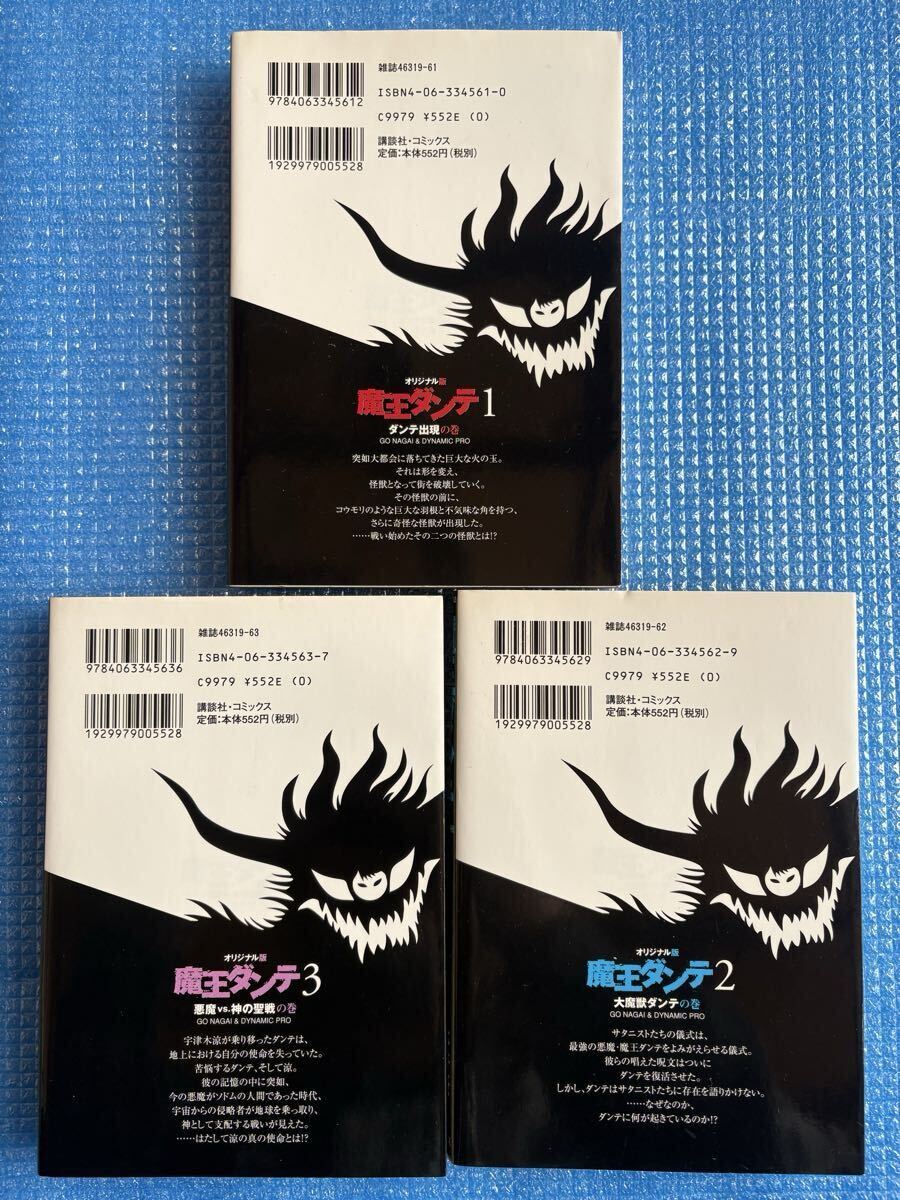 9784063345612
雑誌46319-61
ISBN4-06-334561-0
C9979 ¥552E (0)
1929979005528
講談社・コミックス
定価：本体552円（税別）
オリジナル版
魔王ダンテ1
ダンテ出現の巻
GO NAGAI & DYNAMIC PRO
突如大都会に落ちてきた巨大な火の玉。
それは形を変え、
怪獣となって街を破壊していく。
その怪獣の前に、
コウモリのような巨大な羽根と不気味な角を持つ、
さらに奇怪な怪獣が出現した。
……戦い始めたその二つの怪獣とは!?
9784063345636
雑誌46319-63
ISBN4-06-334563-7
C9979 ¥552E (0)
1929979005528
講談社・コミックス
定価：本体552円（税別）
オリジナル版
魔王ダンテ3
悪魔vs.神の聖戦の巻
GO NAGAI & DYNAMIC PRO
宇津木涼が乗り移ったダンテは、
地上における自分の使命を失っていた。
苦悩するダンテ、そして涼。
彼の記憶の中に突如、
今の悪魔がソドムの人間であった時代、
宇宙からの侵略者が地球を乗っ取り、
神として支配する戦いが見えた。
……はたして涼の真の使命とは!?
9784063345629
雑誌46319-62
ISBN4-06-334562-9
C9979 ¥552E (0)
1929979005528
講談社・コミックス
定価：本体552円（税別）
オリジナル版
魔王ダンテ2
大魔獣ダンテの巻
GO NAGAI & DYNAMIC PRO
サタニストたちの儀式は、
最強の悪魔・魔王ダンテをよみがえらせる儀式。
彼らの唱えた呪文はついに
ダンテを復活させた。
しかし、ダンテはサタニストたちに存在を語りかけない。
……なぜなのか、
ダンテに何が起きているのか!?